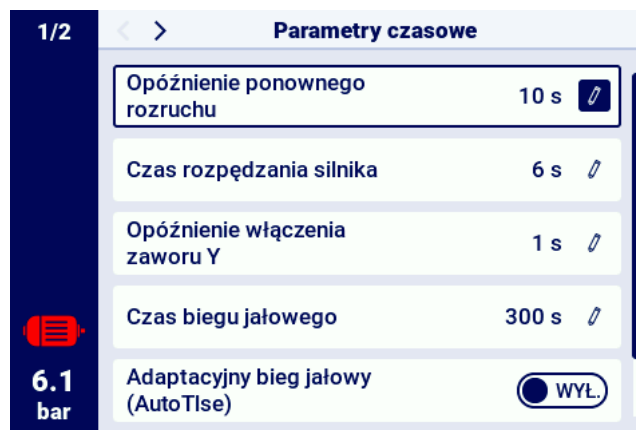 1/2
Parametry czasowe
Opóźnienie ponownego
rozruchu
10 s
Czas rozpędzania silnika
6 s
Opóźnienie włączenia
zaworu Y
1 s
Czas biegu jałowego
300 s
Adaptacyjny bieg jałowy
(AutoTIse)
WYŁ.
6.1
bar